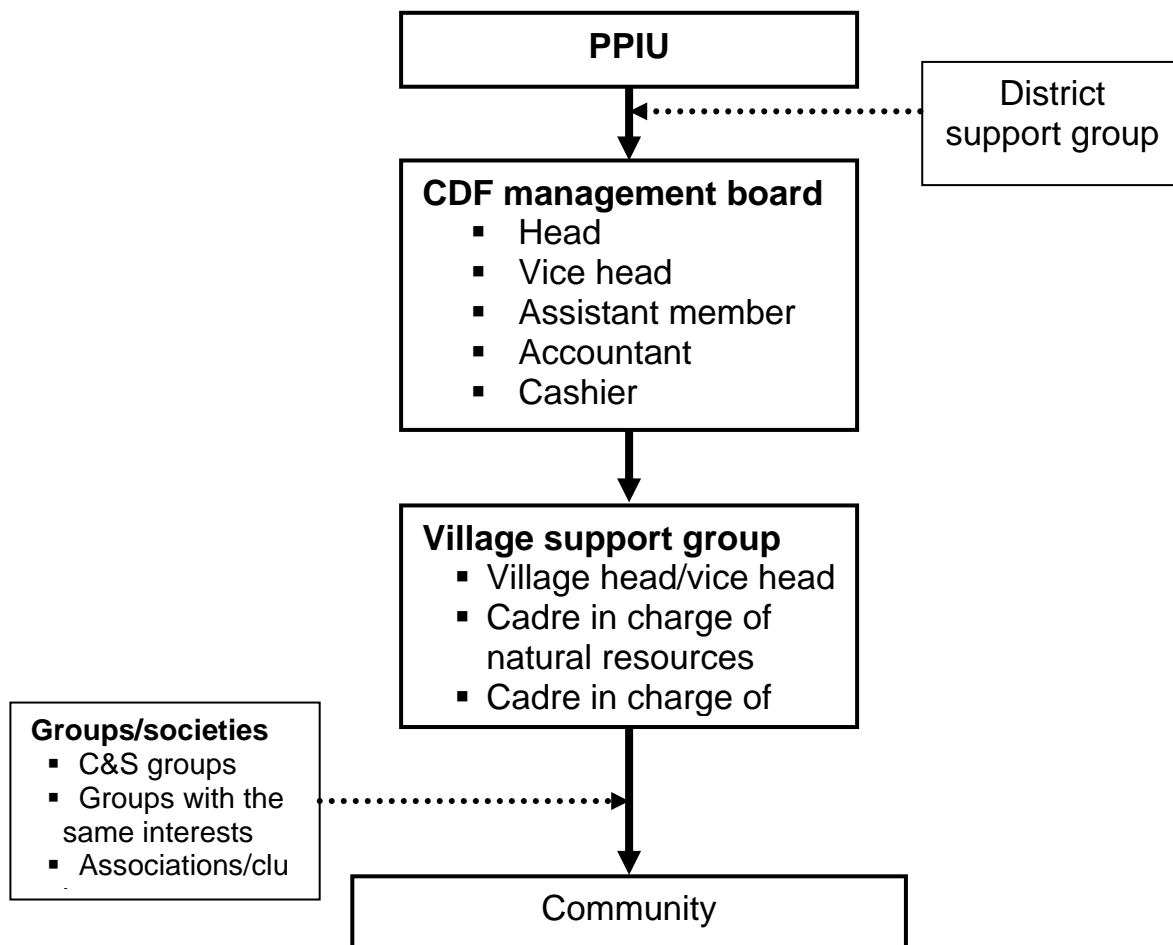 PPIU
District
support group
CDF management board
▪ Head
▪ Vice head
▪ Assistant member
▪ Accountant
▪ Cashier
Village support group
▪ Village head/vice head
▪ Cadre in charge of
natural resources
▪ Cadre in charge of
Groups/societies
▪ C&S groups
▪ Groups with the
same interests
▪ Associations/clu
Community